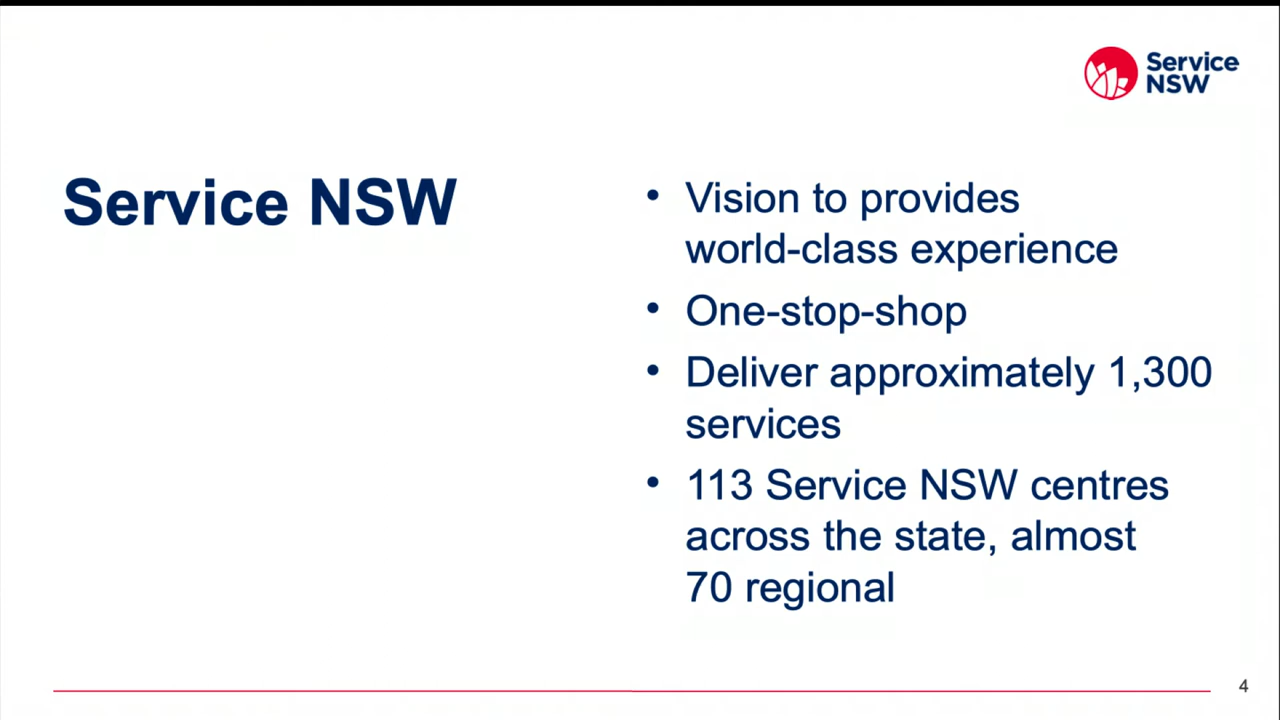 Service
NSW
Service NSW
• Vision to provides
world-class experience
• One-stop-shop
• Deliver approximately 1,300
services
• 113 Service NSW centres
across the state, almost
70 regional
4